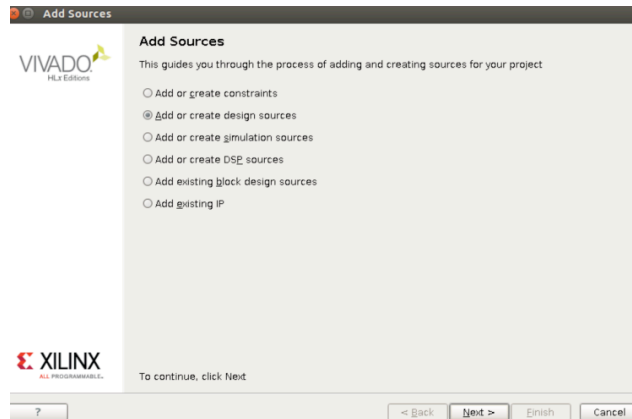 Add Sources
VIVADO
HLx Editions
Add Sources
This guides you through the process of adding and creating sources for your project
Add or create constraints
Add or create design sources
Add or create simulation sources
Add or create DSP sources
Add existing block design sources
Add existing IP
XILINX
ALL PROGRAMMABLE.
To continue, click Next
?
< Back
Next >
Finish
Cancel